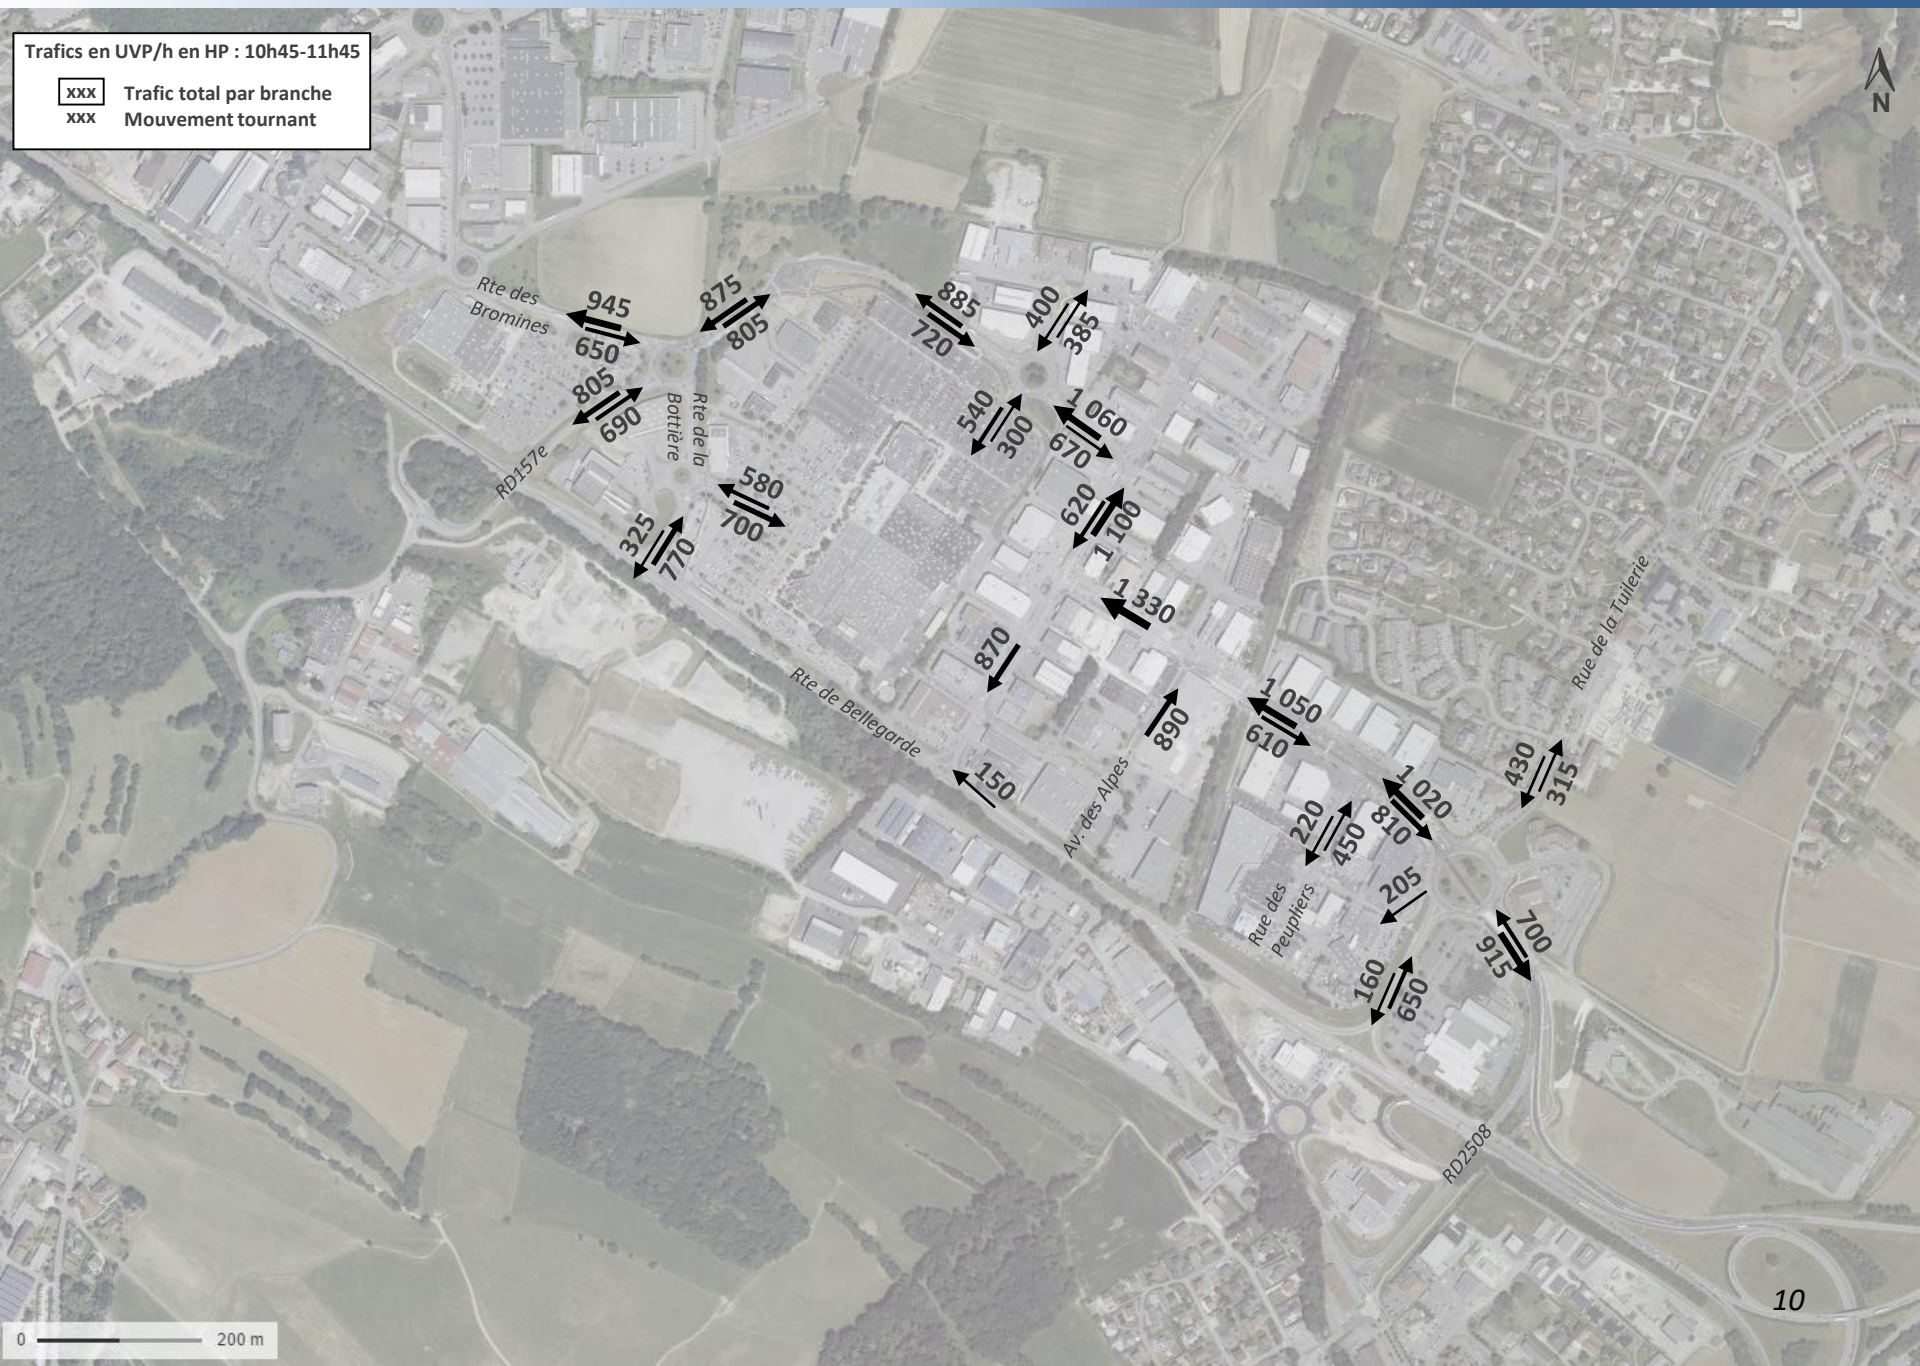 Trafics en UVP/h en HP : 10h45-11h45
xxx Trafic total par branche
xxx Mouvement tournant
N
Rte des
Bromines
945
650
875
805
885
720
400
385
805
690
Rte de la
Bottière
540
300
1 060
670
RD157e
580
700
620
1 100
325
770
1 330
870
Rte de Bellegarde
890
1 050
610
Rue de la Tuilerie
150
Av. des Alpes
430
315
1 020
810
220
450
205
Rue des
Peupliers
700
915
160
650
RD2508
10
0 200 m